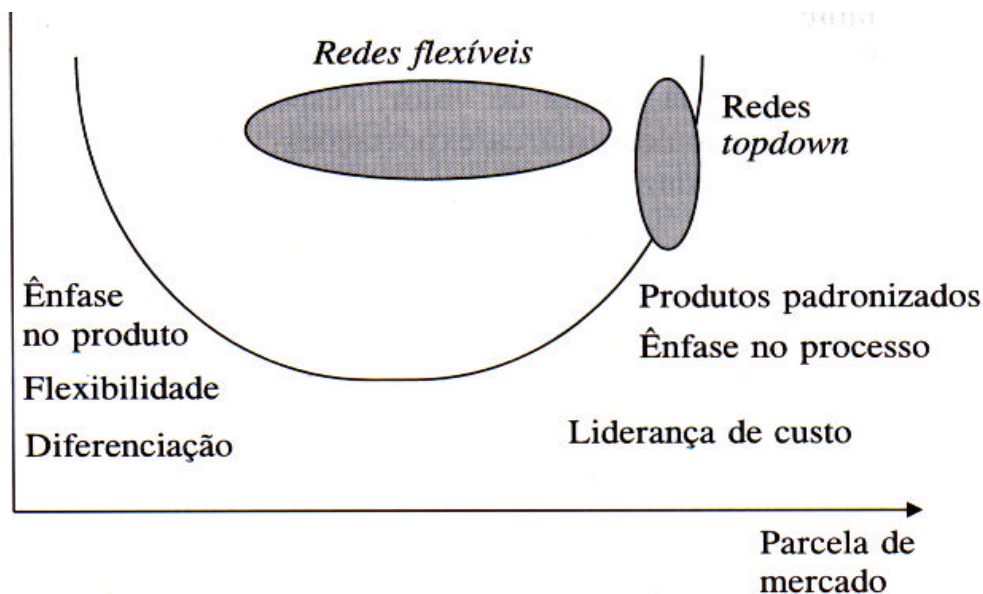 Redes flexíveis
Redes
topdown
Ênfase
no produto
Flexibilidade
Diferenciação
Produtos padronizados
Ênfase no processo
Liderança de custo
Parcela de
mercado